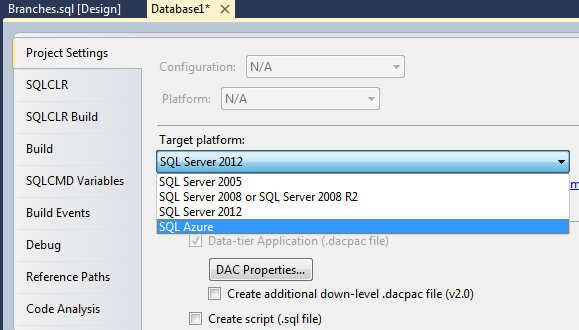 Branches.sql [Design]
Database1*
Project Settings
SQLCLR
SQLCLR Build
Build
SQLCMD Variables
Build Events
Debug
Reference Paths
Code Analysis
Configuration: N/A
Platform: N/A
Target platform:
SQL Server 2012
SQL Server 2005
SQL Server 2008 or SQL Server 2008 R2
SQL Server 2012
SQL Azure
Data-tier Application (.dacpac file)
DAC Properties...
Create additional down-level .dacpac file (v2.0)
Create script (.sql file)